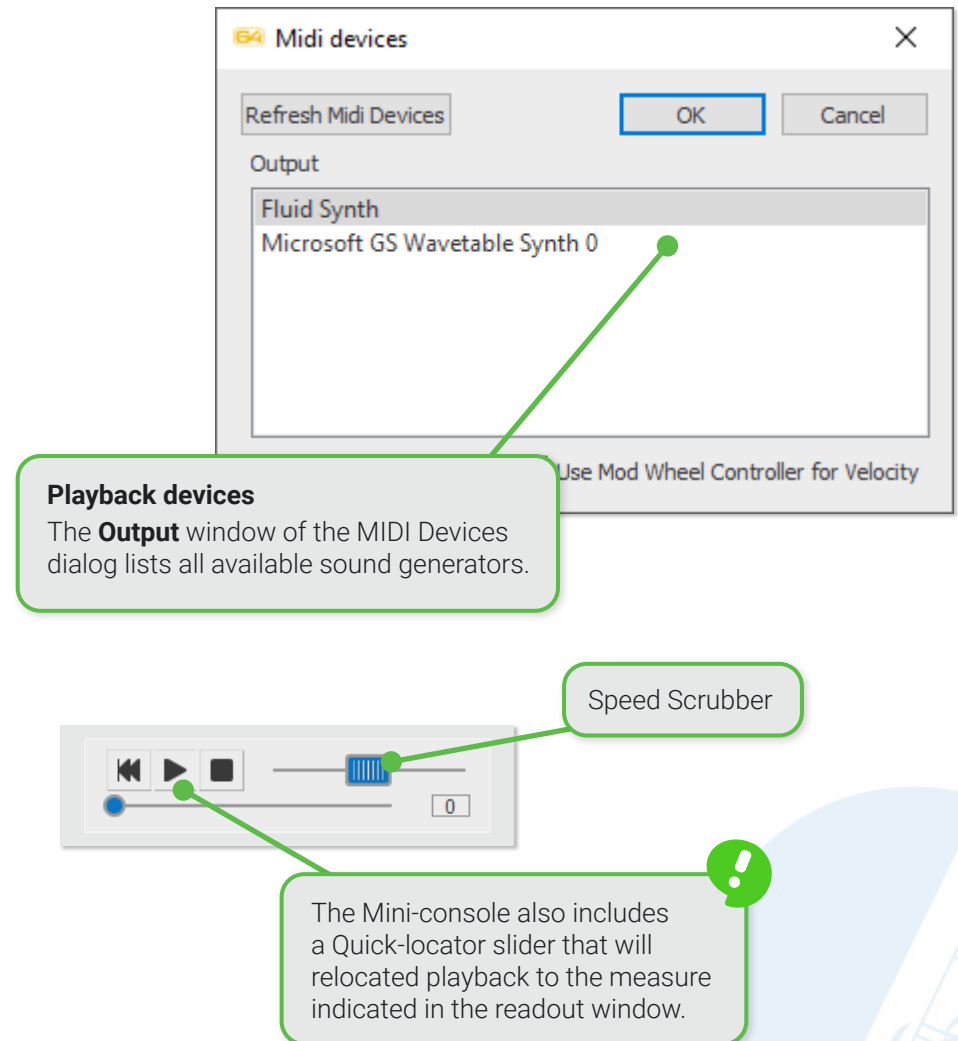 64 Midi devices
Refresh Midi Devices OK Cancel
Output
Fluid Synth
Microsoft GS Wavetable Synth 0
Use Mod Wheel Controller for Velocity
Playback devices
The Output window of the MIDI Devices
dialog lists all available sound generators.
Speed Scrubber
0
The Mini-console also includes
a Quick-locator slider that will
relocated playback to the measure
indicated in the readout window.